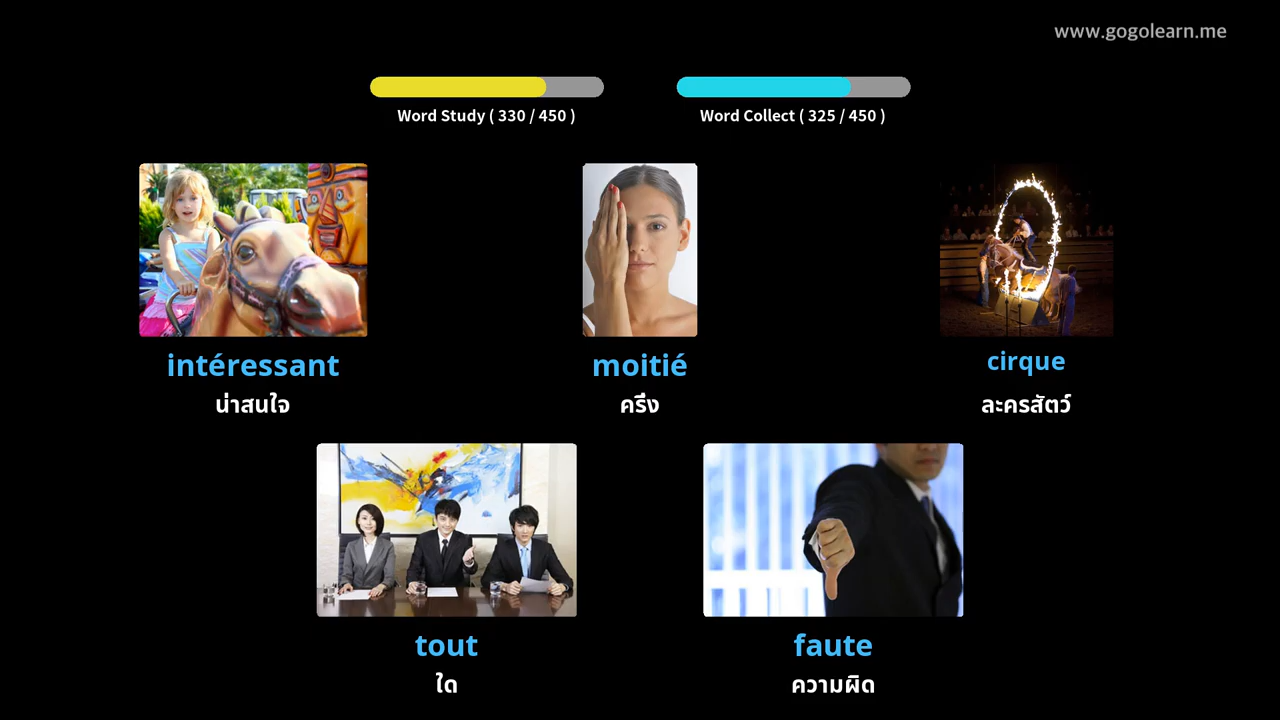 www.gogolearn.me
Word Study ( 330 / 450 )
Word Collect ( 325 / 450 )
intéressant
น่าสนใจ
moitié
ครึ่ง
cirque
ละครสัตว์
tout
ใด
faute
ความผิด